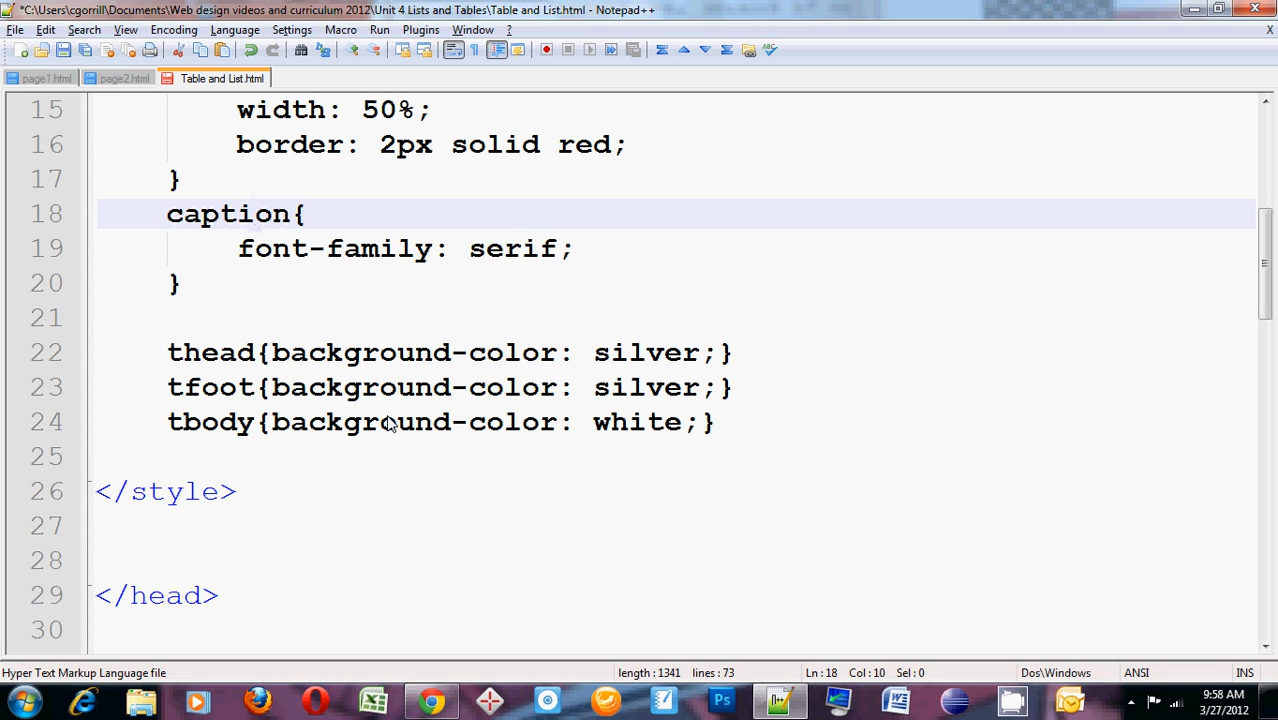 *C:\Users\cgorrill\Documents\Web design videos and curriculum 2012\Unit 4 Lists and Tables\Table and List.html - Notepad++
File Edit Search View Encoding Language Settings Macro Run Plugins Window ? X
page1.html page2.html Table and List.html
15 width: 50%;
16 border: 2px solid red;
17 }
18 caption{
19 font-family: serif;
20 }
21
22 thead{background-color: silver;}
23 tfoot{background-color: silver;}
24 tbody{background-color: white;}
25
26 </style>
27
28
29 </head>
30
Hyper Text Markup Language file length : 1341 lines : 73 Ln : 18 Col : 10 Sel : 0 Dos\Windows ANSI INS
9:58 AM
3/27/2012